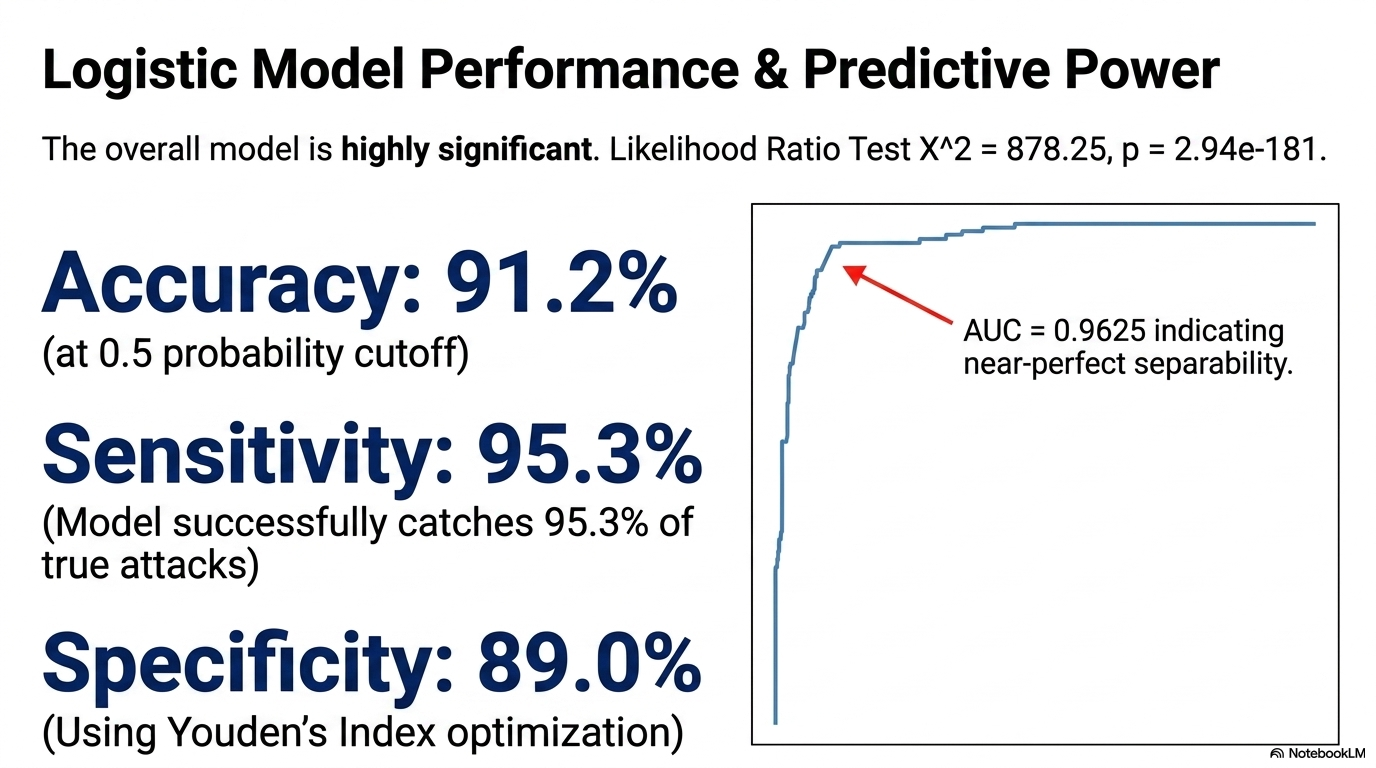 Logistic Model Performance & Predictive Power
The overall model is highly significant. Likelihood Ratio Test X^2 = 878.25, p = 2.94e-181.
Accuracy: 91.2%
(at 0.5 probability cutoff)
Sensitivity: 95.3%
(Model successfully catches 95.3% of
true attacks)
Specificity: 89.0%
(Using Youden’s Index optimization)
AUC = 0.9625 indicating
near-perfect separability.
NotebookLM